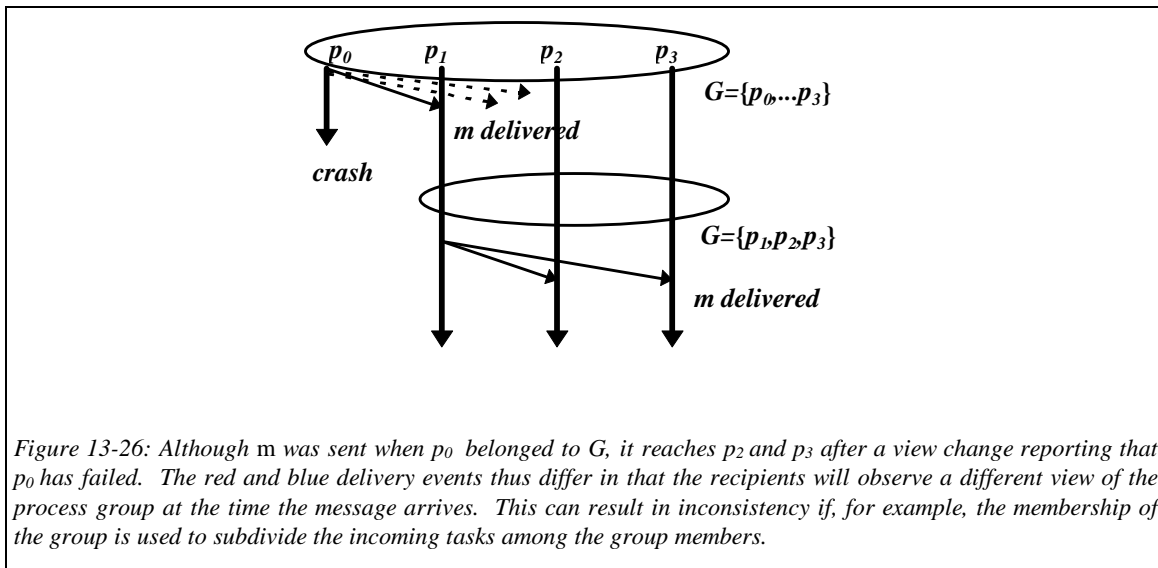 p0 p1 p2 p3
G={p0,...p3}
m delivered
crash
G={p1,p2,p3}
m delivered
Figure 13-26: Although m was sent when p0 belonged to G, it reaches p2 and p3 after a view change reporting that
p0 has failed. The red and blue delivery events thus differ in that the recipients will observe a different view of the
process group at the time the message arrives. This can result in inconsistency if, for example, the membership of
the group is used to subdivide the incoming tasks among the group members.